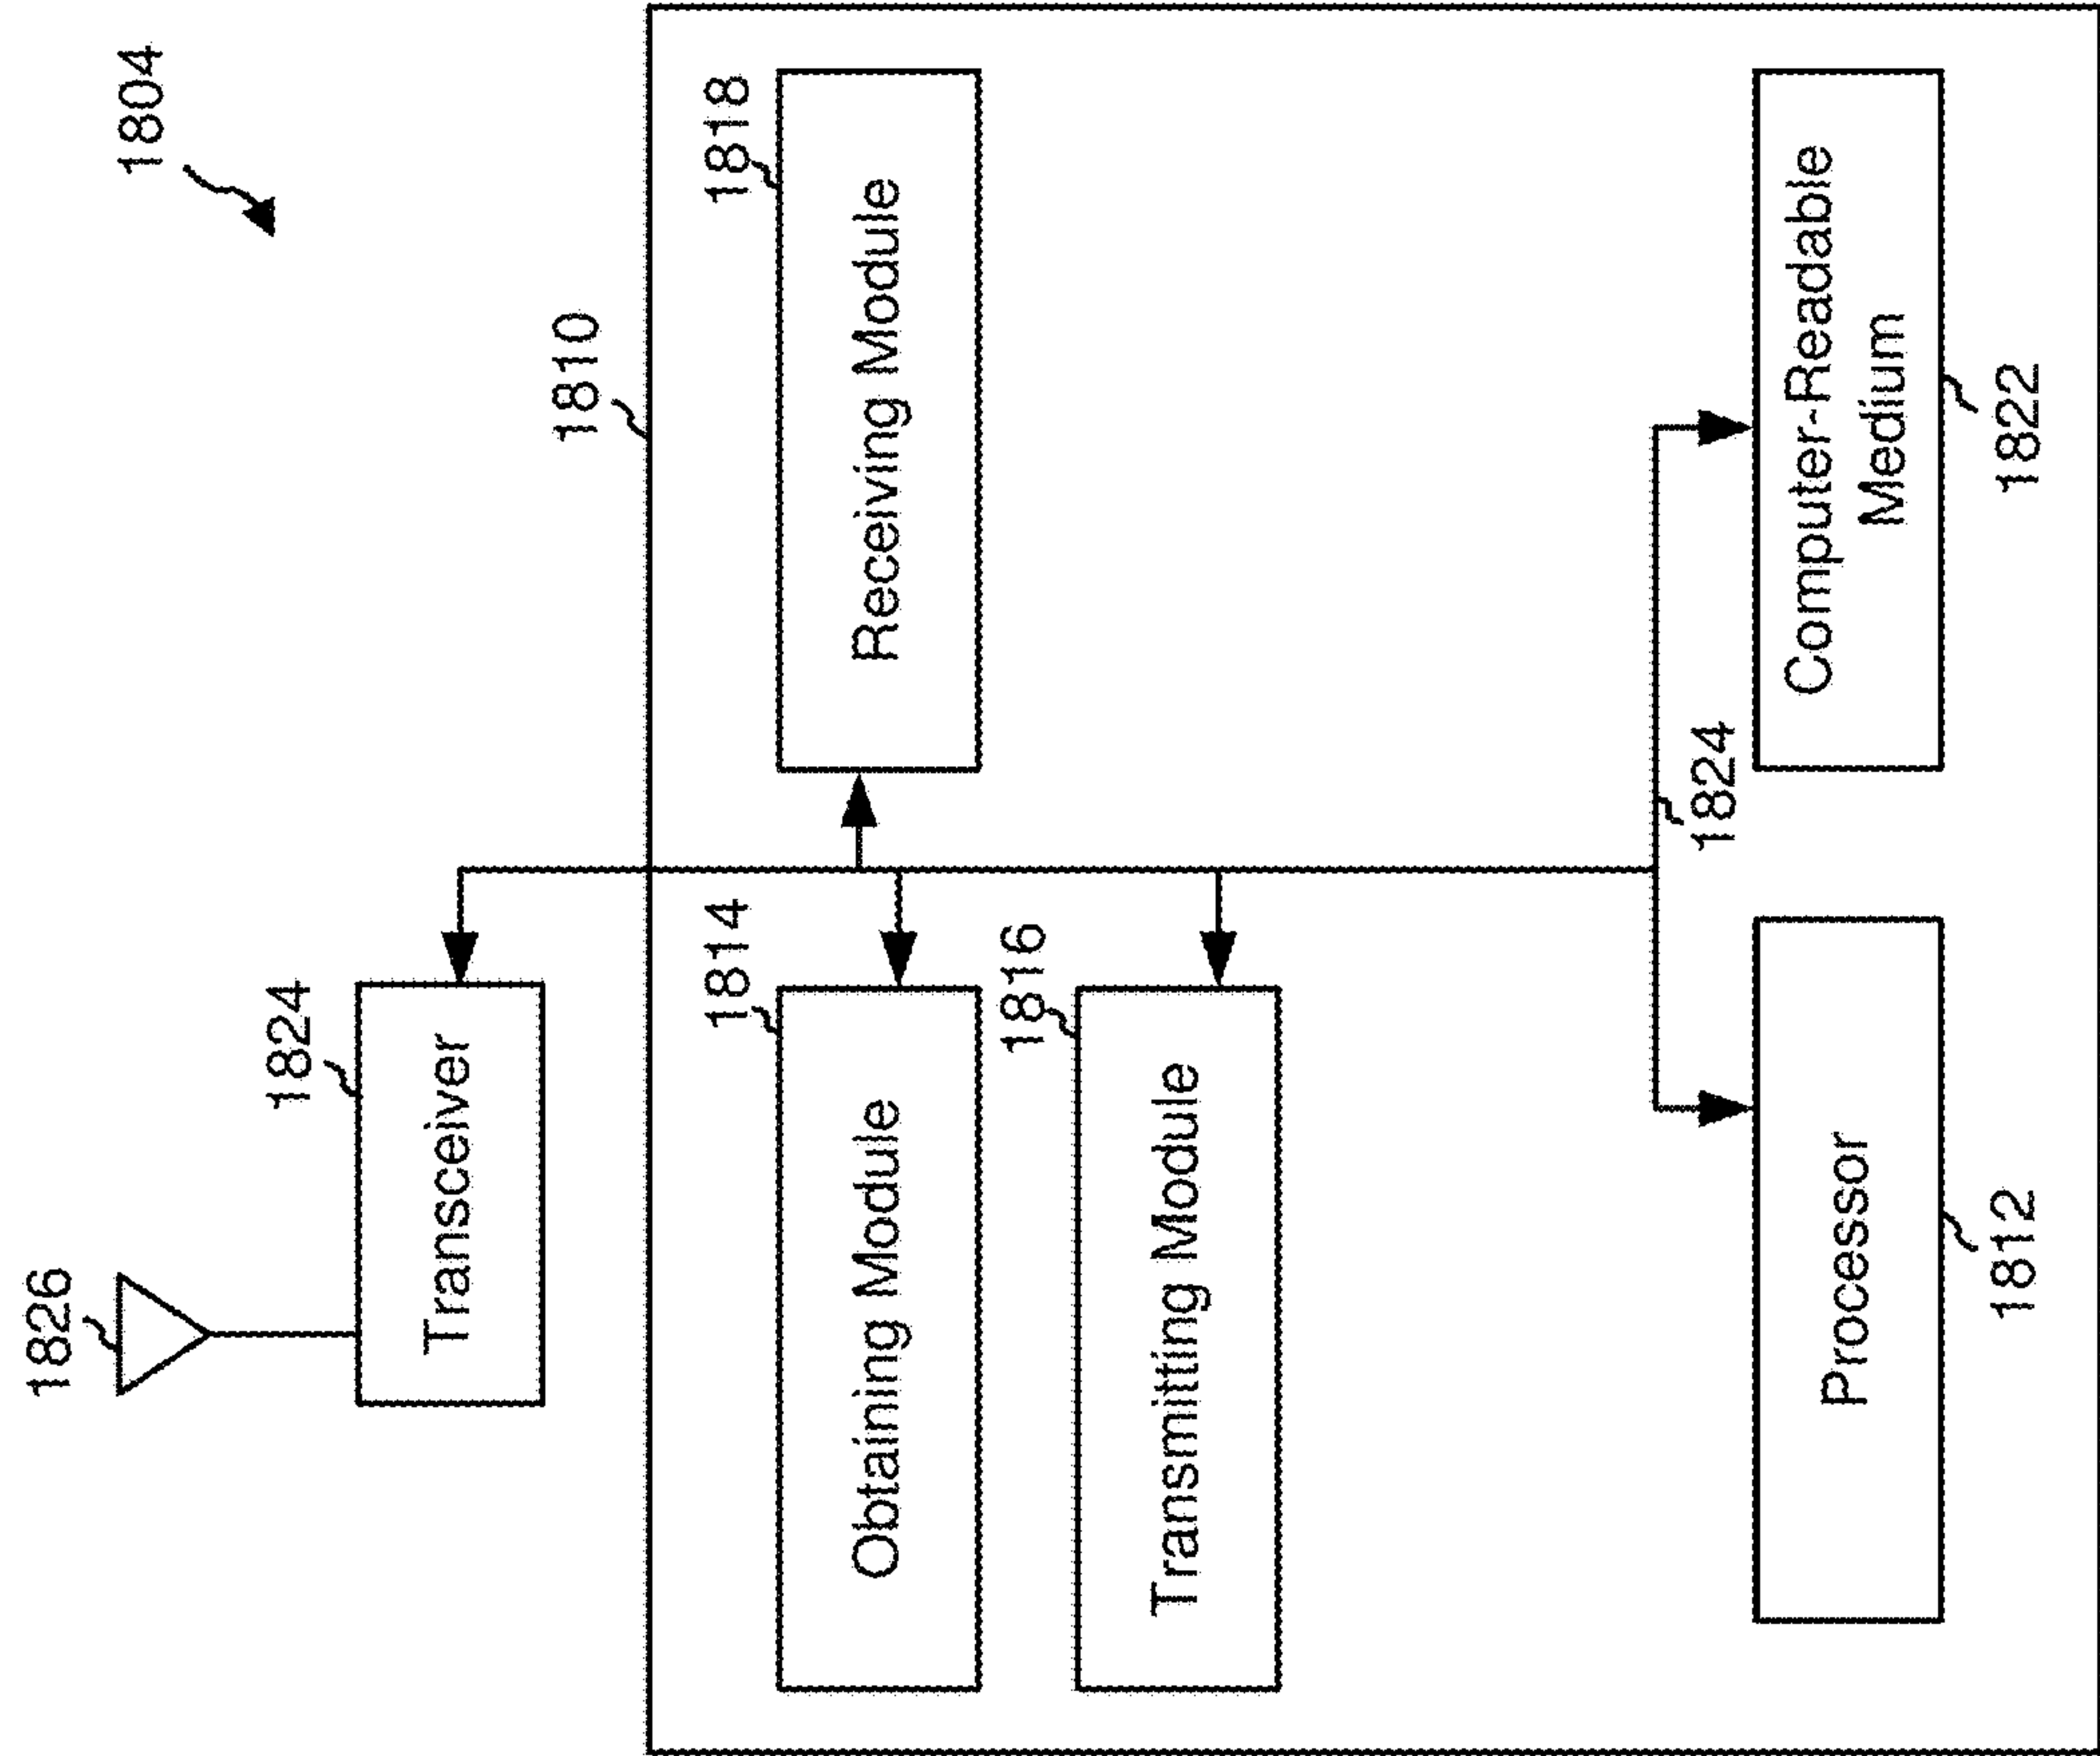 1804
1826
1824
Transceiver
1810
1814
Obtaining Module
1818
Receiving Module
1816
Transmitting Module
1824
Processor
1812
Computer-Readable
Medium
1822